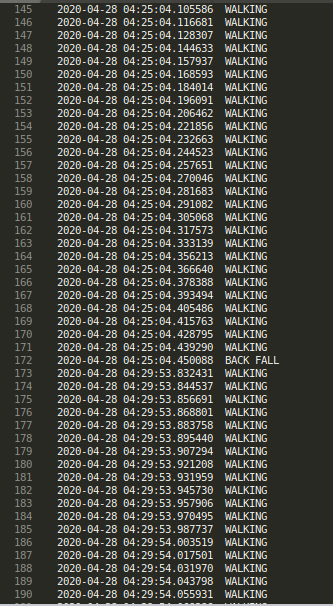 145 2020-04-28 04:25:04.105586 WALKING
146 2020-04-28 04:25:04.116681 WALKING
147 2020-04-28 04:25:04.128307 WALKING
148 2020-04-28 04:25:04.144633 WALKING
149 2020-04-28 04:25:04.157937 WALKING
150 2020-04-28 04:25:04.168593 WALKING
151 2020-04-28 04:25:04.184014 WALKING
152 2020-04-28 04:25:04.196091 WALKING
153 2020-04-28 04:25:04.206462 WALKING
154 2020-04-28 04:25:04.221856 WALKING
155 2020-04-28 04:25:04.232663 WALKING
156 2020-04-28 04:25:04.244523 WALKING
157 2020-04-28 04:25:04.257651 WALKING
158 2020-04-28 04:25:04.270046 WALKING
159 2020-04-28 04:25:04.281683 WALKING
160 2020-04-28 04:25:04.291082 WALKING
161 2020-04-28 04:25:04.305068 WALKING
162 2020-04-28 04:25:04.317573 WALKING
163 2020-04-28 04:25:04.333139 WALKING
164 2020-04-28 04:25:04.356213 WALKING
165 2020-04-28 04:25:04.366640 WALKING
166 2020-04-28 04:25:04.378388 WALKING
167 2020-04-28 04:25:04.393494 WALKING
168 2020-04-28 04:25:04.405486 WALKING
169 2020-04-28 04:25:04.415763 WALKING
170 2020-04-28 04:25:04.428795 WALKING
171 2020-04-28 04:25:04.439290 WALKING
172 2020-04-28 04:25:04.450088 BACK FALL
173 2020-04-28 04:29:53.832431 WALKING
174 2020-04-28 04:29:53.844537 WALKING
175 2020-04-28 04:29:53.856691 WALKING
176 2020-04-28 04:29:53.868801 WALKING
177 2020-04-28 04:29:53.883758 WALKING
178 2020-04-28 04:29:53.895440 WALKING
179 2020-04-28 04:29:53.907294 WALKING
180 2020-04-28 04:29:53.921208 WALKING
181 2020-04-28 04:29:53.931959 WALKING
182 2020-04-28 04:29:53.945730 WALKING
183 2020-04-28 04:29:53.957906 WALKING
184 2020-04-28 04:29:53.970495 WALKING
185 2020-04-28 04:29:53.987737 WALKING
186 2020-04-28 04:29:54.003519 WALKING
187 2020-04-28 04:29:54.017501 WALKING
188 2020-04-28 04:29:54.031970 WALKING
189 2020-04-28 04:29:54.043798 WALKING
190 2020-04-28 04:29:54.055931 WALKING